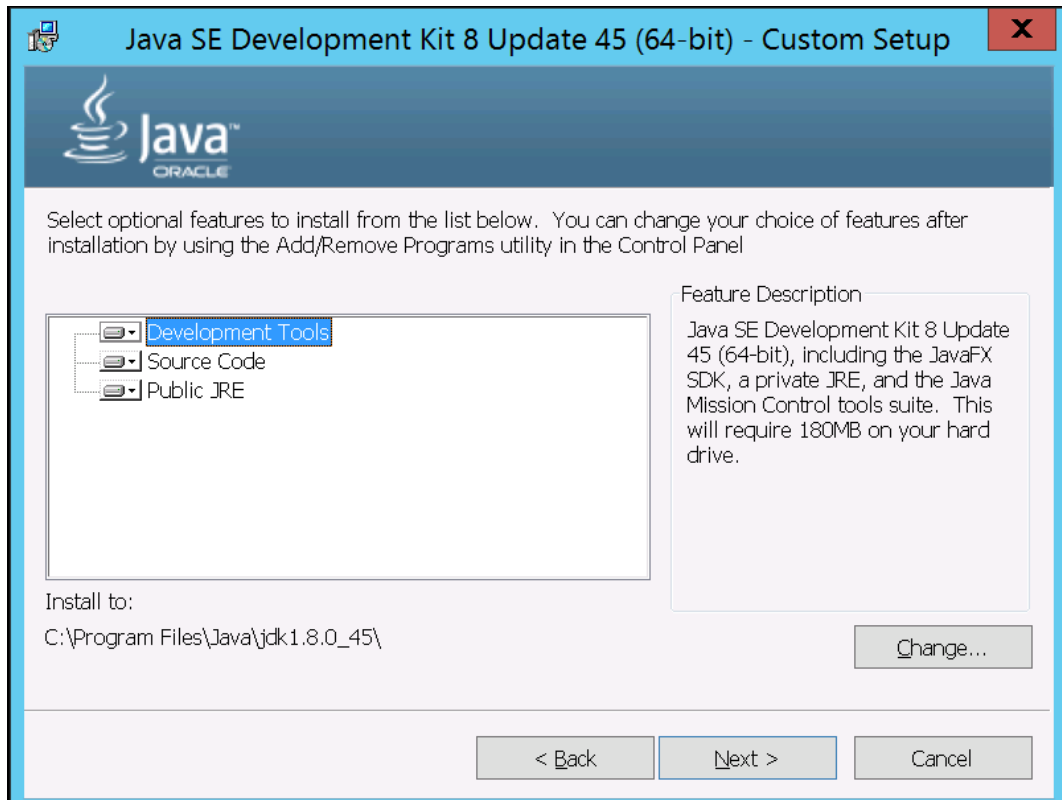 Java SE Development Kit 8 Update 45 (64-bit) - Custom Setup
X
Java™
ORACLE
Select optional features to install from the list below.  You can change your choice of features after
installation by using the Add/Remove Programs utility in the Control Panel
Development Tools
Source Code
Public JRE
Feature Description
Java SE Development Kit 8 Update
45 (64-bit), including the JavaFX
SDK, a private JRE, and the Java
Mission Control tools suite.  This
will require 180MB on your hard
drive.
Install to:
C:\Program Files\Java\jdk1.8.0_45\
Change...
< Back
Next >
Cancel